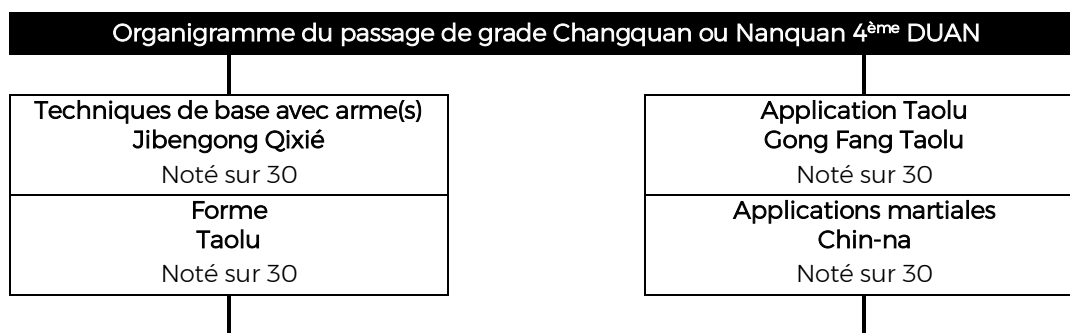 Organigramme du passage de grade Changquan ou Nanquan 4ème DUAN
Techniques de base avec arme(s)
Jibengong Qixié
Noté sur 30
Forme
Taolu
Noté sur 30
Application Taolu
Gong Fang Taolu
Noté sur 30
Applications martiales
Chin-na
Noté sur 30